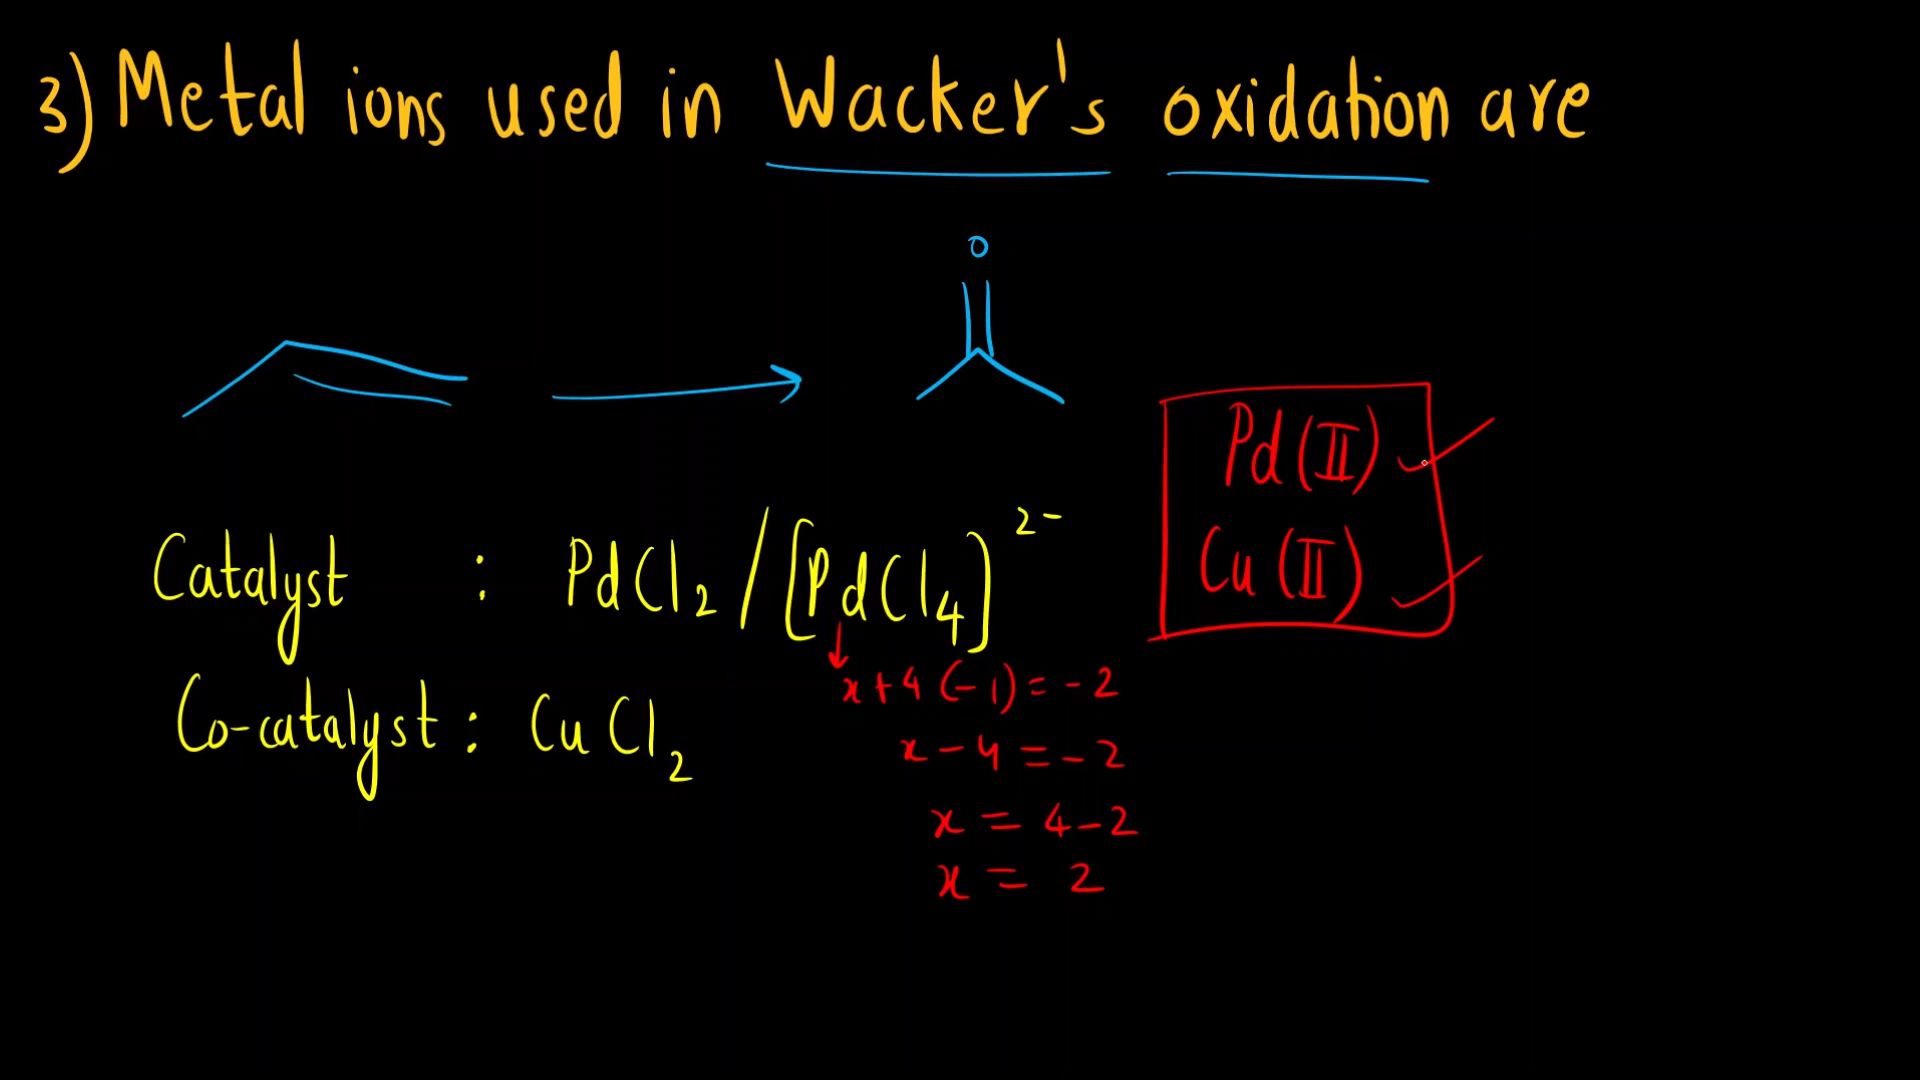 3) Metal ions used in Wacker's oxidation are
O
Pd (II)
Cu (II)
Catalyst : PdCl₂ / [PdCl₄]²⁻
x + 4 (-1) = -2
Co-catalyst : CuCl₂
x - 4 = -2
x = 4 - 2
x = 2